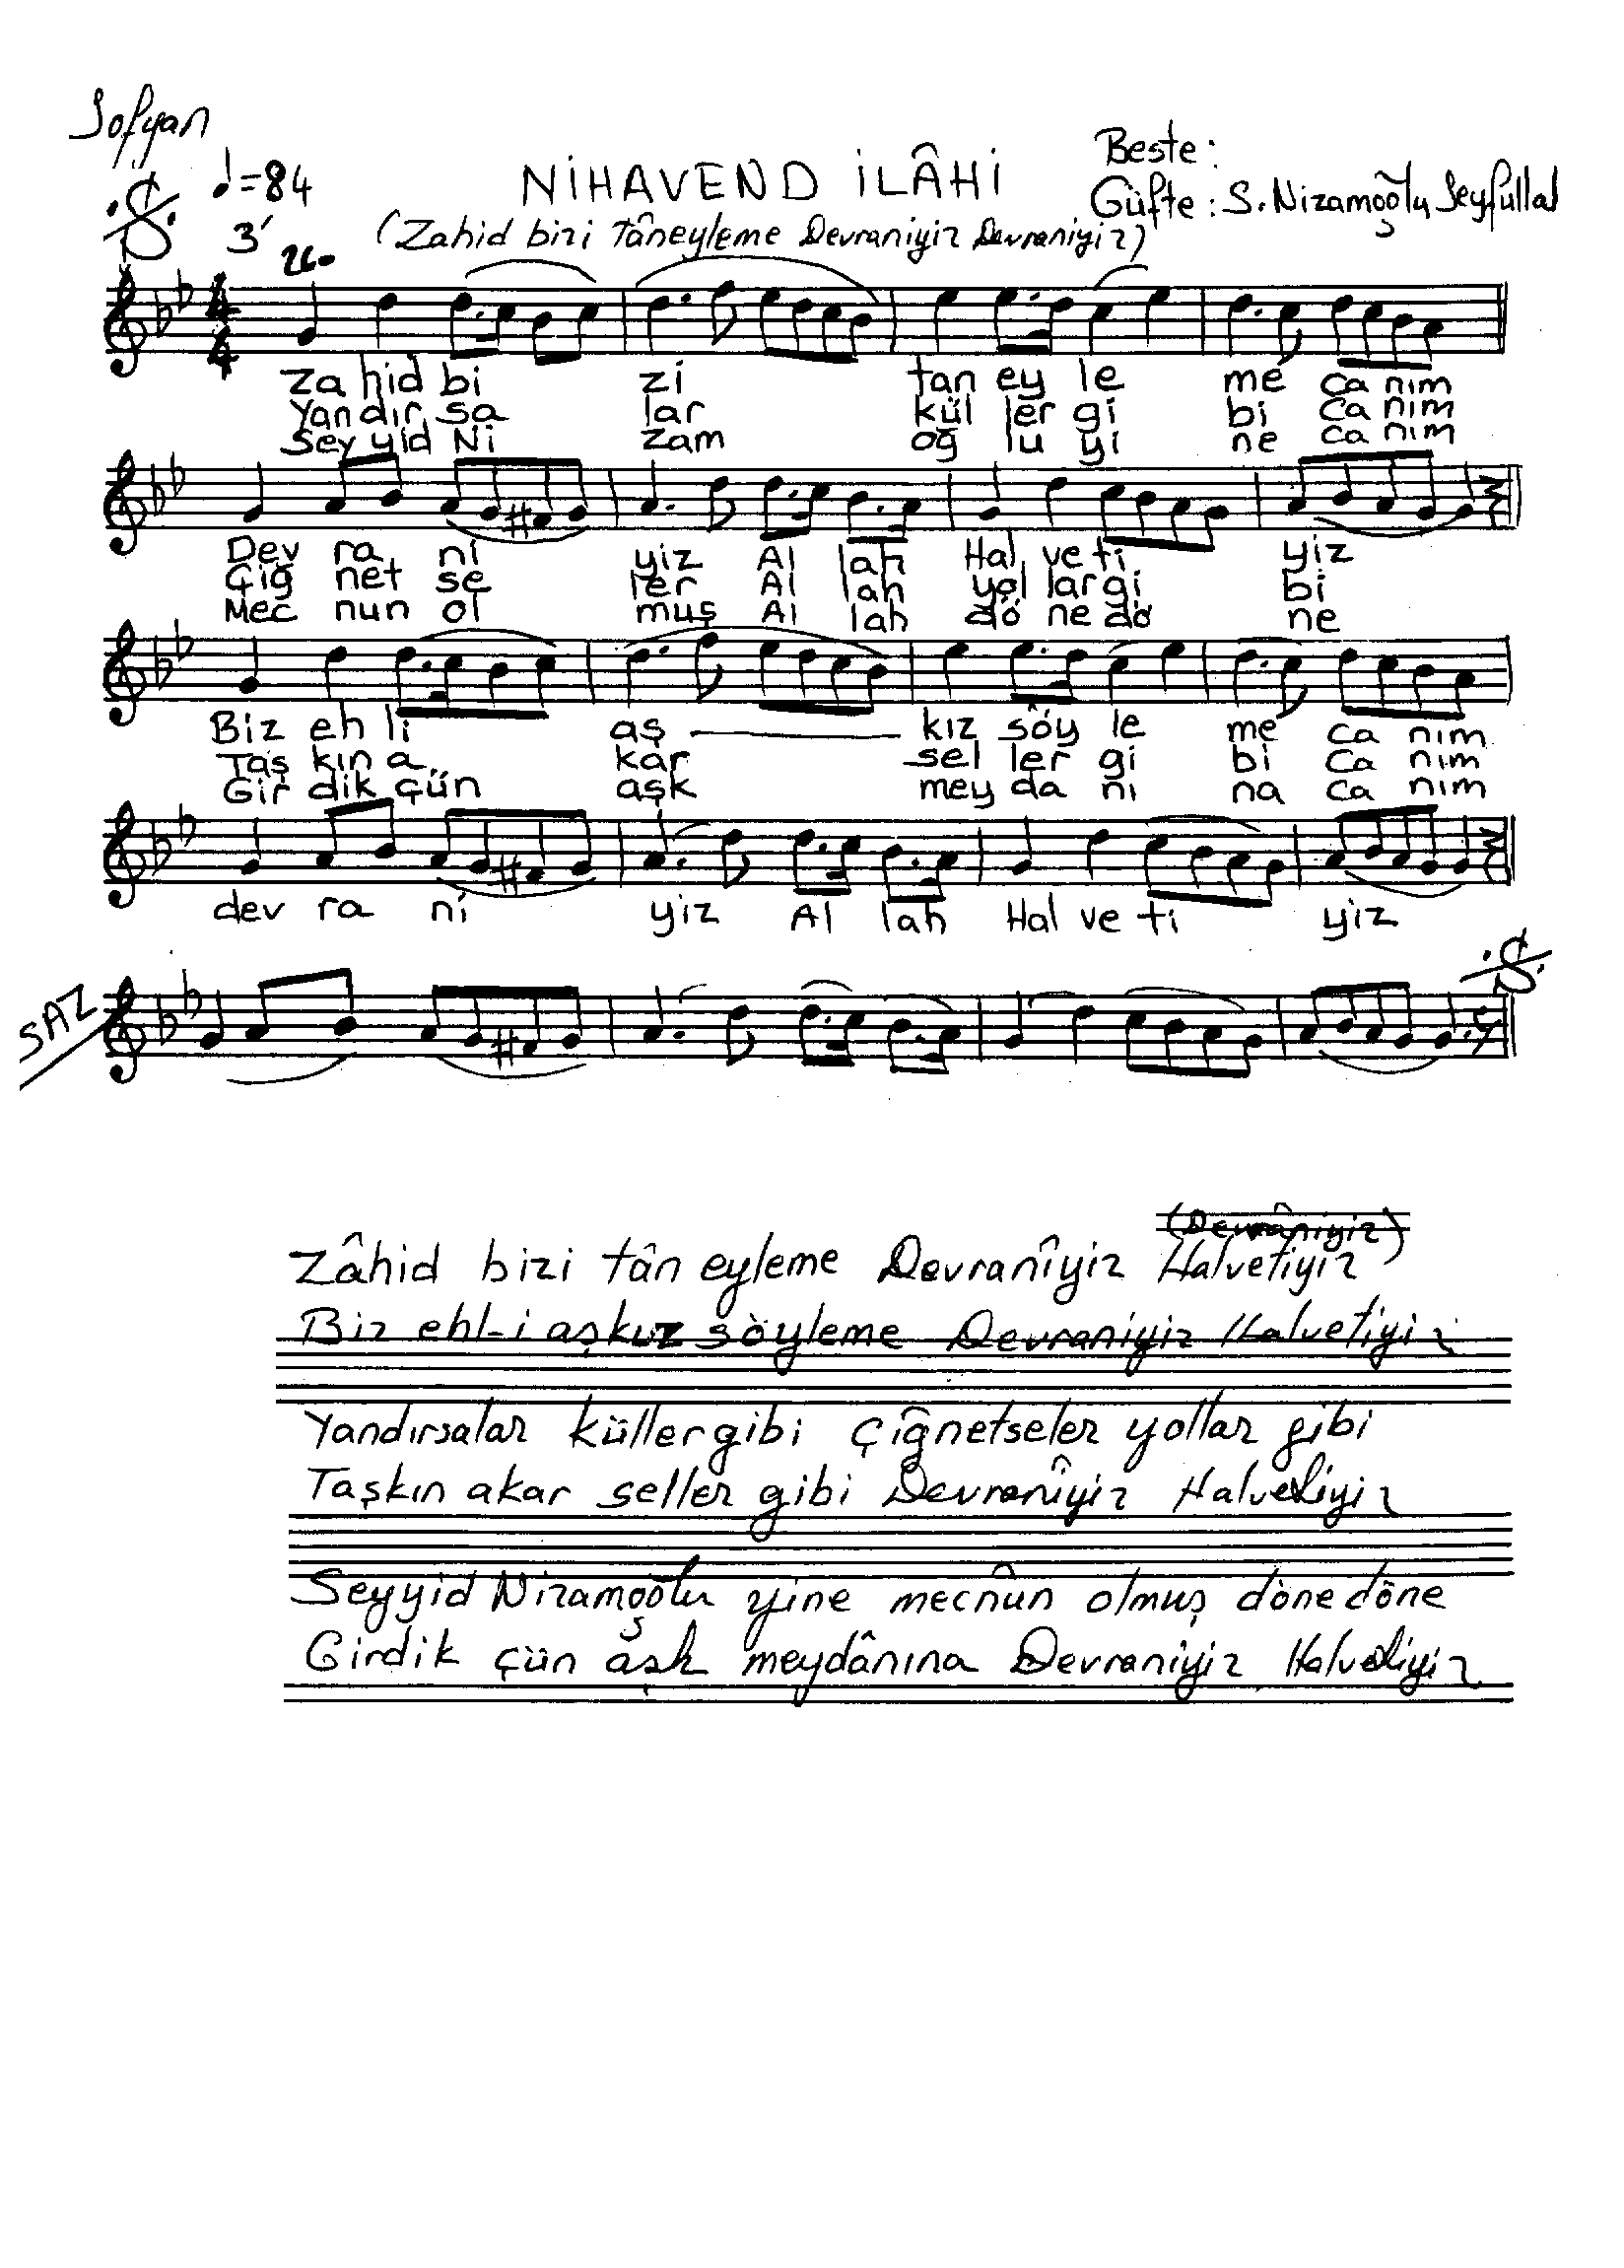 Sofyan
♩=84
NİHAVEND İLÂHİ
Beste:
Güfte: S. Nizamoğlu Seyfullah
3'
(Zahid bizi tâneyleme Devraniyiz Devraniyiz)
26.
4/4
Za hid bi zi tan ey le me ca nım
Yan dır sa lar kül ler gi bi ca nım
Sey yid Ni zam oğ lu yi ne ca nım
Dev ra ni yiz Al lah Hal ve ti yiz
Çiğ net se ler Al lah yol lar gi bi
Mec nun ol muş Al lah dö ne dö ne
Biz eh li aş kız söy le me ca nım
Taş kın a kar sel ler gi bi ca nım
Gir dik çün aşk mey da nı na ca nım
dev ra ni yiz Al lah Hal ve ti yiz
SAZ
(Devrâniyiz)
Zâhid bizi tân eyleme Devranîyiz Halvetiyiz
Biz ehl-i aşkız söyleme Devraniyiz Halvetiyiz
Yandırsalar küller gibi çiğnetseler yollar gibi
Taşkın akar seller gibi Devranîyiz Halvetiyiz
Seyyid Nizamoğlu yine mecnûn olmuş döne döne
Girdik çün aşk meydânına Devraniyiz Halvetiyiz